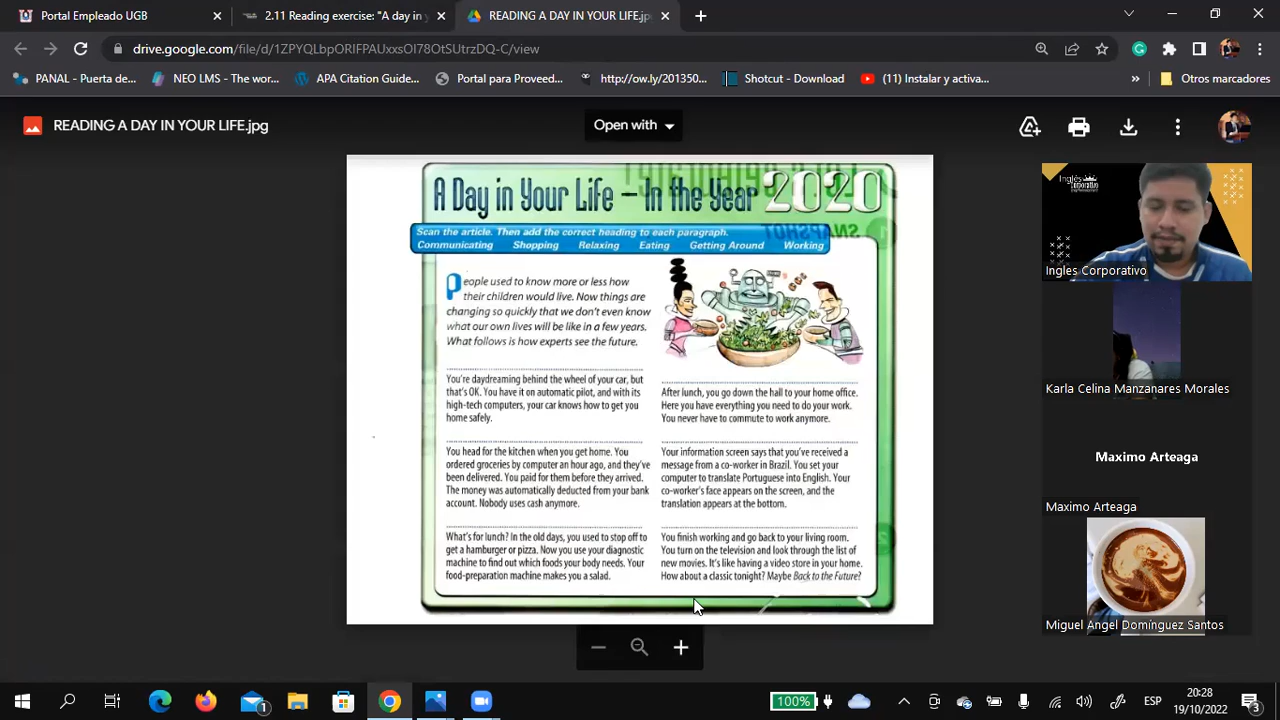 Portal Empleado UGB
2.11 Reading exercise: "A day in y
READING A DAY IN YOUR LIFE.jp
drive.google.com/file/d/1ZPYQLbpORIFPAUxxsOl78OtSUtrzDQ-C/view
PANAL - Puerta de...
NEO LMS - The wor...
APA Citation Guide...
Portal para Proveed...
http://ow.ly/201350...
Shotcut - Download
(11) Instalar y activa...
»
Otros marcadores
READING A DAY IN YOUR LIFE.jpg
Open with
A Day in Your Life – In the Year 2020
SNAPSHOT
Scan the article. Then add the correct heading to each paragraph.
Communicating Shopping Relaxing Eating Getting Around Working
People used to know more or less how
their children would live. Now things are
changing so quickly that we don't even know
what our own lives will be like in a few years.
What follows is how experts see the future.
You're daydreaming behind the wheel of your car, but
that's OK. You have it on automatic pilot, and with its
high-tech computers, your car knows how to get you
home safely.
You head for the kitchen when you get home. You
ordered groceries by computer an hour ago, and they've
been delivered. You paid for them before they arrived.
The money was automatically deducted from your bank
account. Nobody uses cash anymore.
What's for lunch? In the old days, you used to stop off to
get a hamburger or pizza. Now you use your diagnostic
machine to find out which foods your body needs. Your
food-preparation machine makes you a salad.
After lunch, you go down the hall to your home office.
Here you have everything you need to do your work.
You never have to commute to work anymore.
Your information screen says that you've received a
message from a co-worker in Brazil. You set your
computer to translate Portuguese into English. Your
co-worker's face appears on the screen, and the
translation appears at the bottom.
You finish working and go back to your living room.
You turn on the television and look through the list of
new movies. It's like having a video store in your home.
How about a classic tonight? Maybe Back to the Future?
Inglés
Corporativo
Ingles Corporativo
Karla Celina Manzanares Morales
Maximo Arteaga
Maximo Arteaga
Miguel Angel Domínguez Santos
1
100%
ESP
20:28
19/10/2022
3